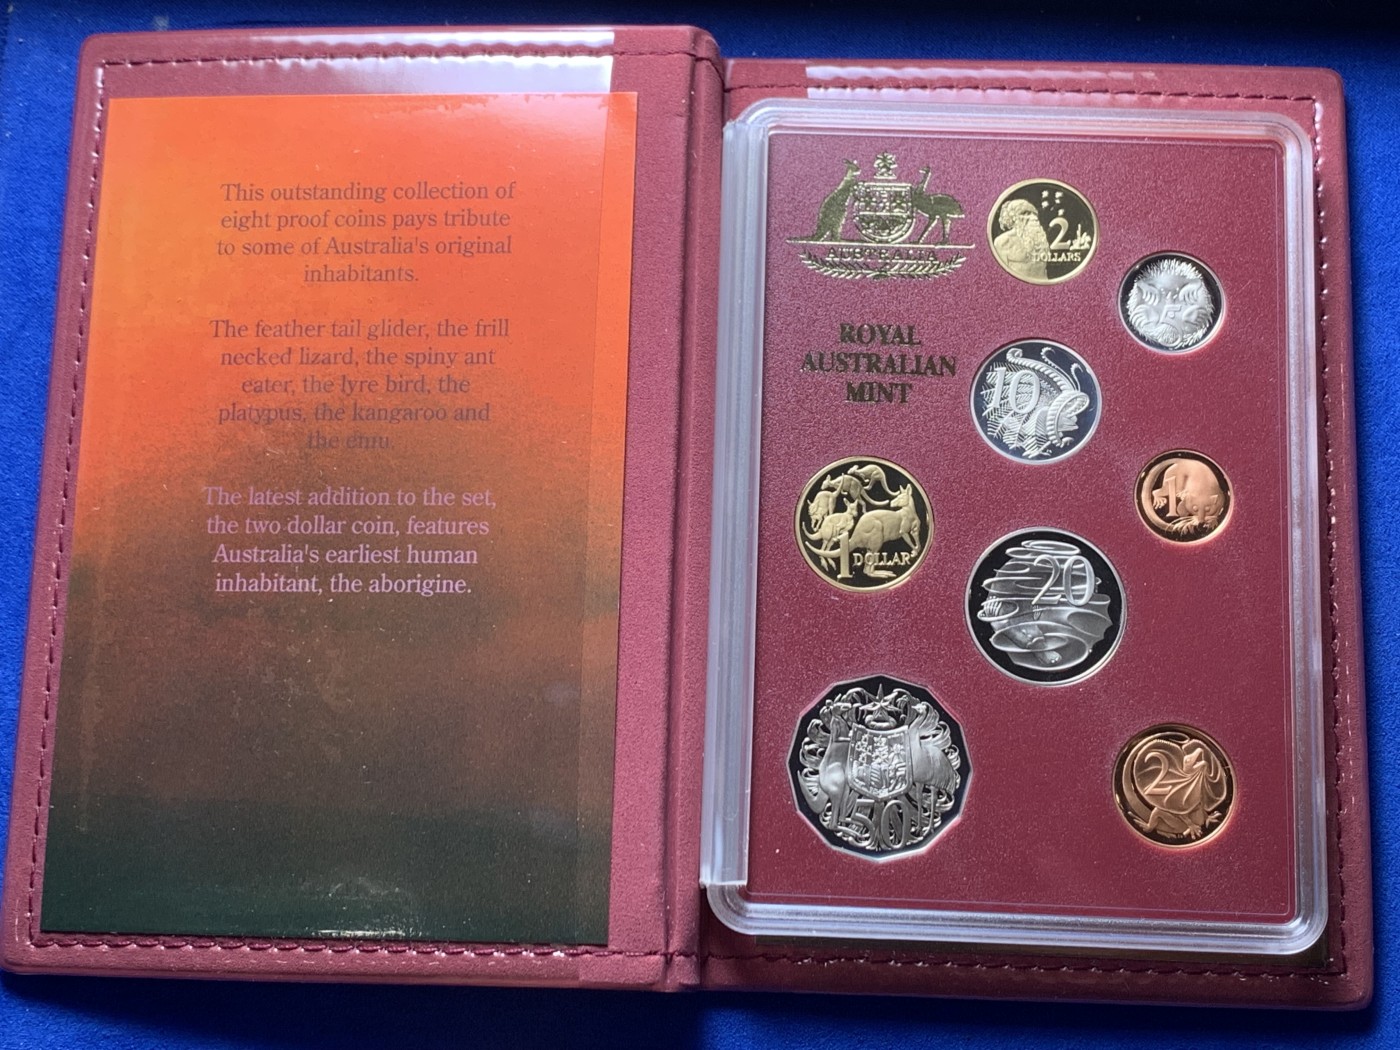 This outstanding collection of
eight proof coins pays tribute
to some of Australia's original
inhabitants.
The feather tail glider, the frill
necked lizard, the spiny ant
eater, the lyre bird, the
platypus, the kangaroo and
the emu.
The latest addition to the set,
the two dollar coin, features
Australia's earliest human
inhabitant, the aborigine.
AUSTRALIA
ROYAL
AUSTRALIAN
MINT
2
DOLLARS
5
10
1
DOLLAR
1
20
50
2